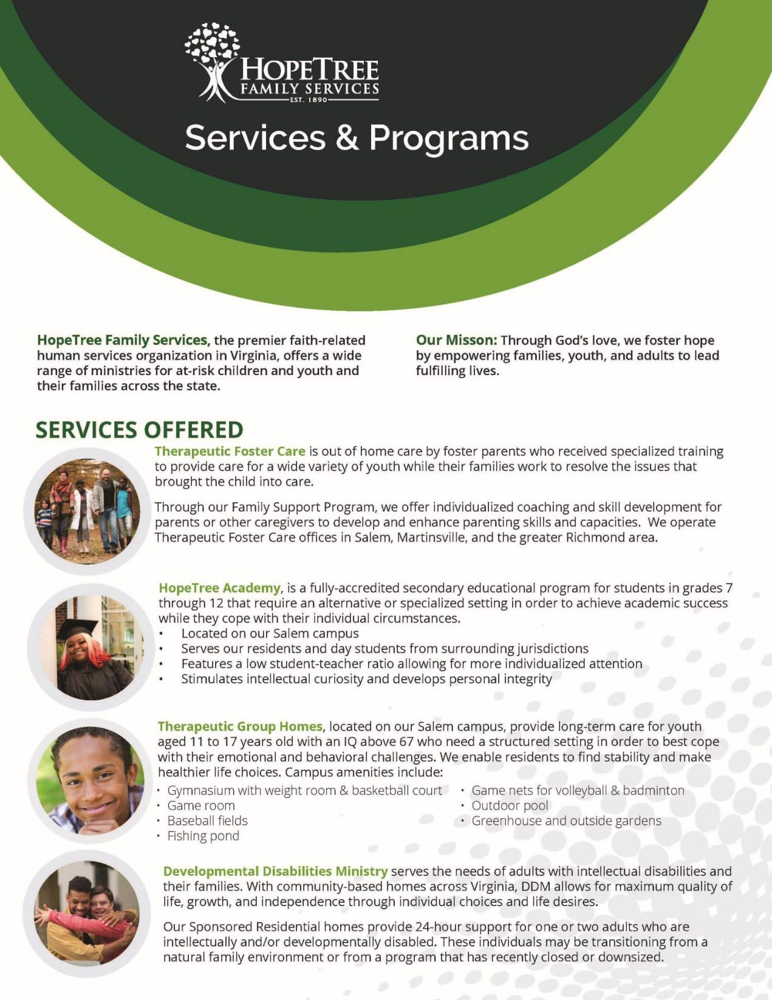 HOPETREE
FAMILY SERVICES
EST. 1890
Services & Programs
HopeTree Family Services, the premier faith-related
human services organization in Virginia, offers a wide
range of ministries for at-risk children and youth and
their families across the state.
Our Misson: Through God's love, we foster hope
by empowering families, youth, and adults to lead
fulfilling lives.
SERVICES OFFERED
Therapeutic Foster Care is out of home care by foster parents who received specialized training
to provide care for a wide variety of youth while their families work to resolve the issues that
brought the child into care.
Through our Family Support Program, we offer individualized coaching and skill development for
parents or other caregivers to develop and enhance parenting skills and capacities. We operate
Therapeutic Foster Care offices in Salem, Martinsville, and the greater Richmond area.
HopeTree Academy, is a fully-accredited secondary educational program for students in grades 7
through 12 that require an alternative or specialized setting in order to achieve academic success
while they cope with their individual circumstances.
• Located on our Salem campus
• Serves our residents and day students from surrounding jurisdictions
• Features a low student-teacher ratio allowing for more individualized attention
• Stimulates intellectual curiosity and develops personal integrity
Therapeutic Group Homes, located on our Salem campus, provide long-term care for youth
aged 11 to 17 years old with an IQ above 67 who need a structured setting in order to best cope
with their emotional and behavioral challenges. We enable residents to find stability and make
healthier life choices. Campus amenities include:
• Gymnasium with weight room & basketball court
• Game room
• Baseball fields
• Fishing pond
• Game nets for volleyball & badminton
• Outdoor pool
• Greenhouse and outside gardens
Developmental Disabilities Ministry serves the needs of adults with intellectual disabilities and
their families. With community-based homes across Virginia, DDM allows for maximum quality of
life, growth, and independence through individual choices and life desires.
Our Sponsored Residential homes provide 24-hour support for one or two adults who are
intellectually and/or developmentally disabled. These individuals may be transitioning from a
natural family environment or from a program that has recently closed or downsized.